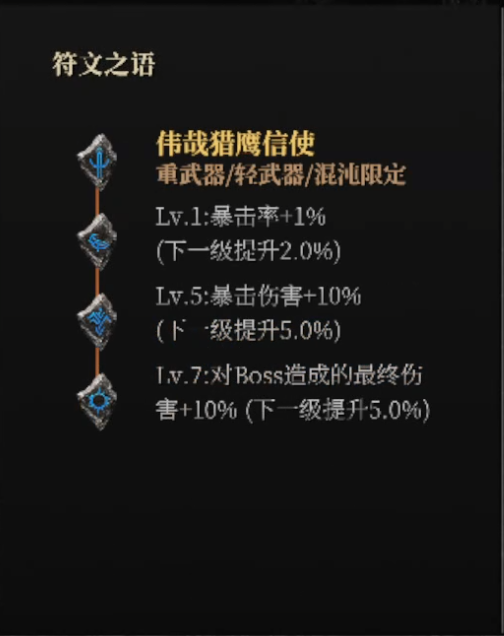 符文之语
伟哉猎鹰信使
重武器/轻武器/混沌限定
Lv.1:暴击率+1%
(下一级提升2.0%)
Lv.5:暴击伤害+10%
(下一级提升5.0%)
Lv.7:对Boss造成的最终伤
害+10% (下一级提升5.0%)